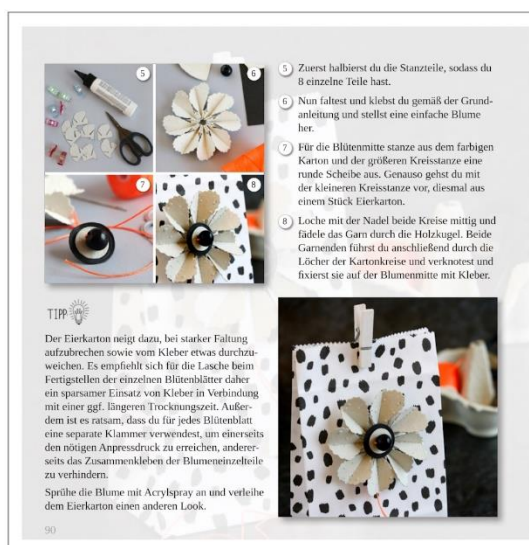 5
6
7
8
5 Zuerst halbierst du die Stanzteile, sodass du
8 einzelne Teile hast.
6 Nun faltest und klebst du gemäß der Grund-
anleitung und stellst eine einfache Blume
her.
7 Für die Blütenmitte stanze aus dem farbigen
Karton und der größeren Kreisstanze eine
runde Scheibe aus. Genauso gehst du mit
der kleineren Kreisstanze vor, diesmal aus
einem Stück Eierkarton.
8 Loche mit der Nadel beide Kreise mittig und
fädele das Garn durch die Holzkugel. Beide
Garnenden führst du anschließend durch die
Löcher der Kartonkreise und verknotest und
fixierst sie auf der Blumenmitte mit Kleber.
TIPP
Der Eierkarton neigt dazu, bei starker Faltung
aufzubrechen sowie vom Kleber etwas durchzu-
weichen. Es empfiehlt sich für die Lasche beim
Fertigstellen der einzelnen Blütenblätter daher
ein sparsamer Einsatz von Kleber in Verbindung
mit einer ggf. längeren Trocknungszeit. Außer-
dem ist es ratsam, dass du für jedes Blütenblatt
eine separate Klammer verwendest, um einerseits
den nötigen Anpressdruck zu erreichen, anderer-
seits das Zusammenkleben der Blumeneinzelteile
zu verhindern.
Sprühe die Blume mit Acrylspray an und verleihe
dem Eierkarton einen anderen Look.
90